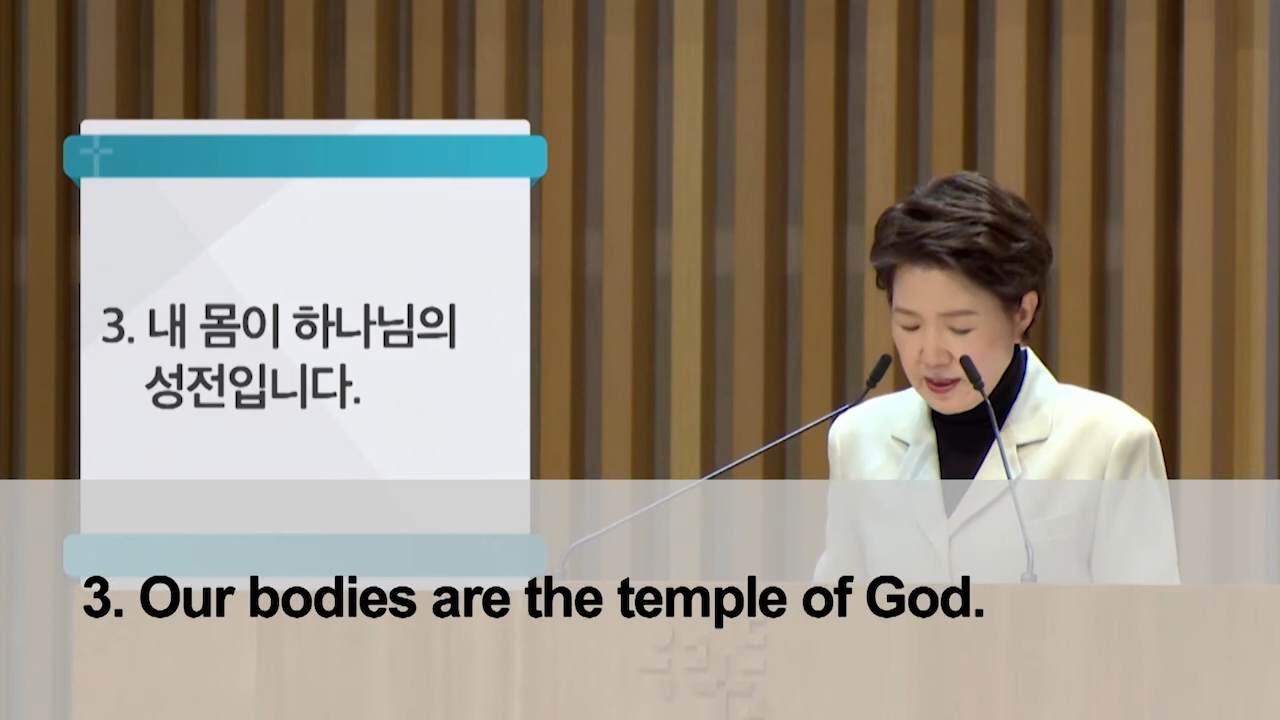 3. 내 몸이 하나님의
성전입니다.
3. Our bodies are the temple of God.